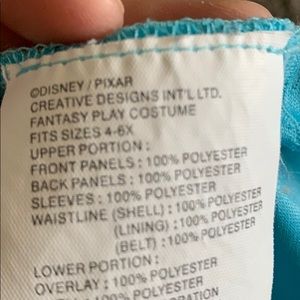 ©DISNEY / PIXAR
CREATIVE DESIGNS INT'L LTD.
FANTASY PLAY COSTUME
FITS SIZES 4-6X
UPPER PORTION :
FRONT PANELS : 100% POLYESTER
BACK PANELS : 100% POLYESTER
SLEEVES : 100% POLYESTER
WAISTLINE (SHELL) : 100% POLYESTER
(LINING) : 100% POLYESTER
(BELT) : 100% POLYESTER
LOWER PORTION :
OVERLAY : 100% POLYESTER
100% POLYESTER